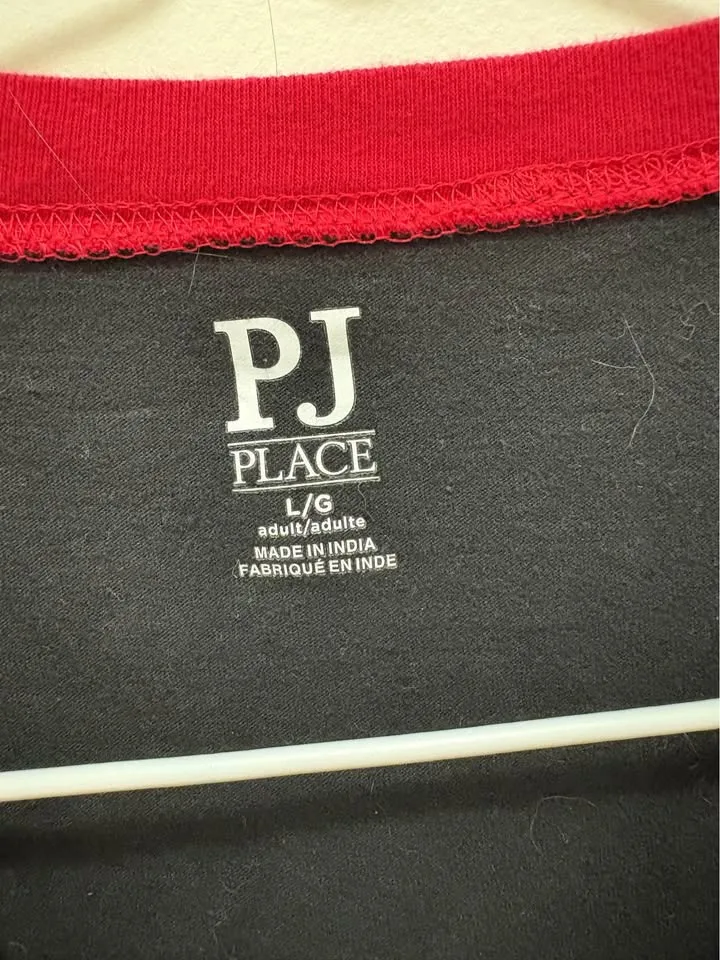 PJ
PLACE
L/G
adult/adulte
MADE IN INDIA
FABRIQUÉ EN INDE